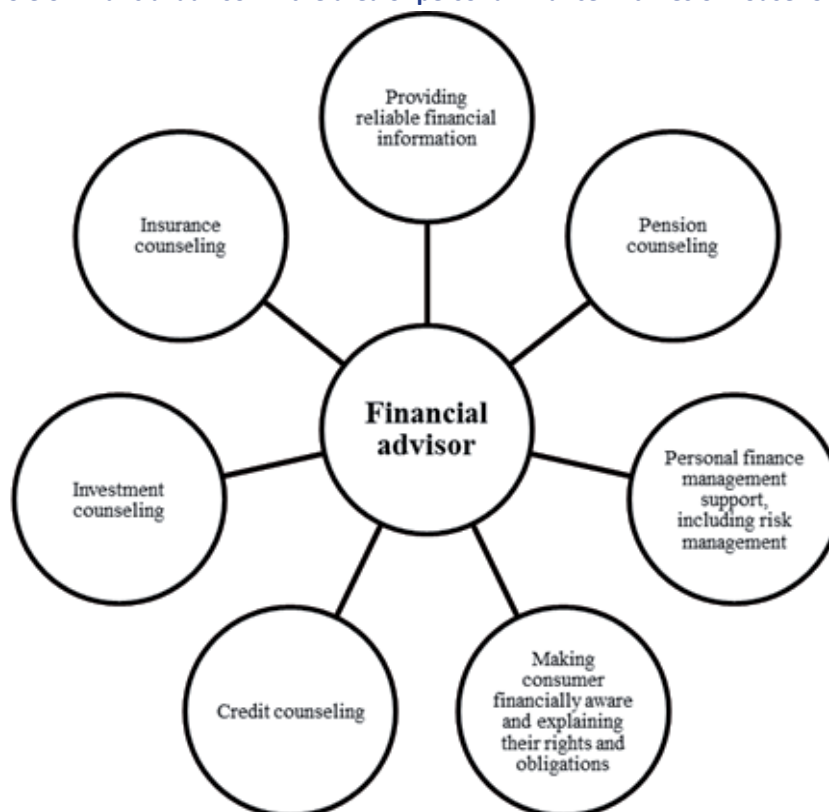 Providing
reliable financial
information
Insurance
counseling
Pension
counseling
Financial
advisor
Investment
counseling
Personal finance
management
support,
including risk
management
Credit counseling
Making
consumer
financially aware
and explaining
their rights and
obligations